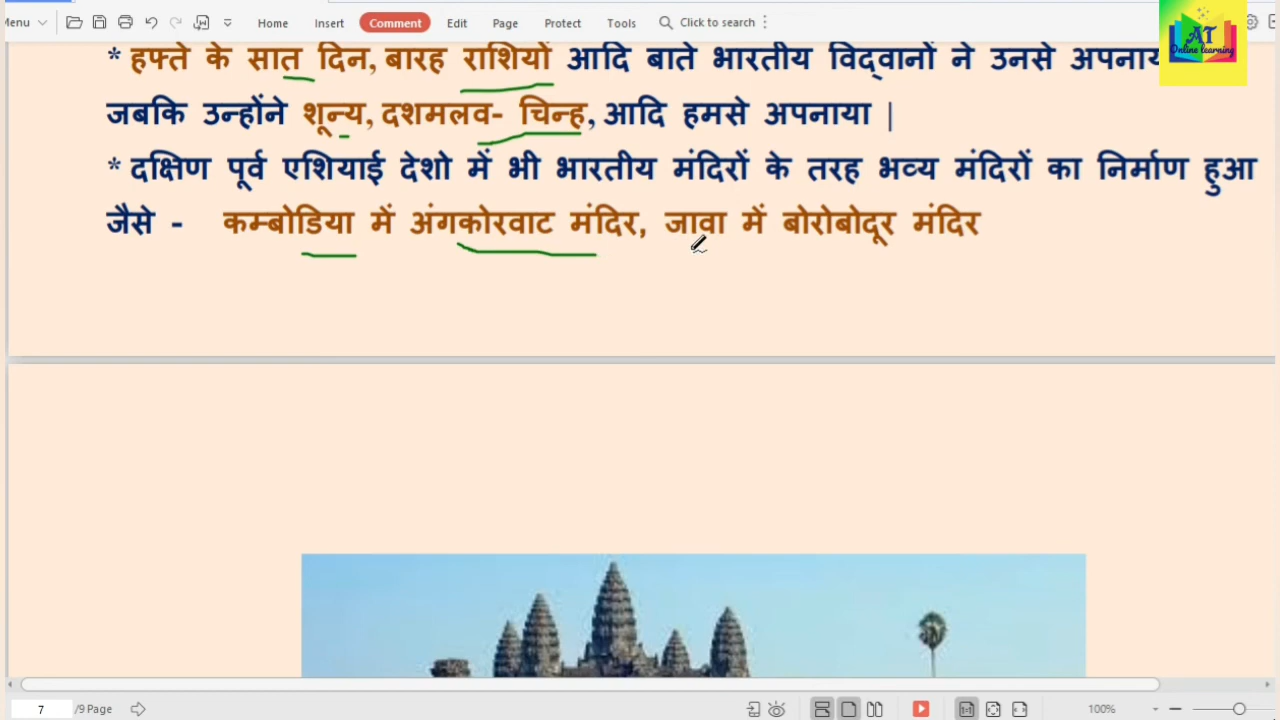 Menu Home Insert Comment Edit Page Protect Tools Click to search
AT
Online learning
* हफ्ते के सात दिन, बारह राशियों आदि बाते भारतीय विद्वानों ने उनसे
जबकि उन्होंने शून्य, दशमलव- चिन्ह, आदि हमसे अपनाया |
* दक्षिण पूर्व एशियाई देशो में भी भारतीय मंदिरों के तरह भव्य मंदिरों का निर्माण हुआ
जैसे - कम्बोडिया में अंगकोरवाट मंदिर, जावा में बोरोबोदूर मंदिर
7 /9 Page 100%